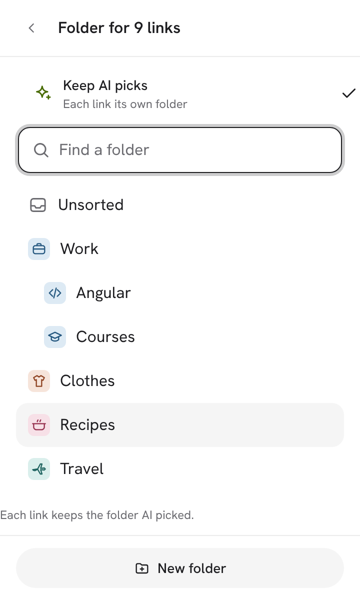 Folder for 9 links
Keep AI picks
Each link its own folder
Find a folder
Unsorted
Work
Angular
Courses
Clothes
Recipes
Travel
Each link keeps the folder AI picked.
New folder